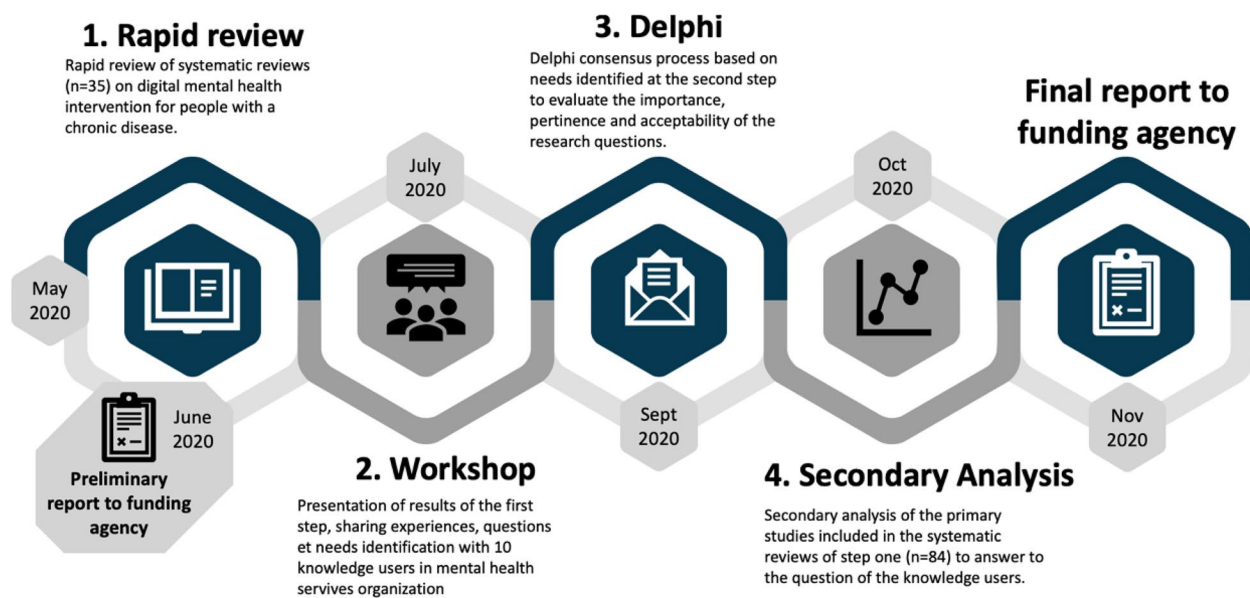 1. Rapid review
Rapid review of systematic reviews
(n=35) on digital mental health
intervention for people with a
chronic disease.
May
2020
June
2020
Preliminary
report to funding
agency
July
2020
2. Workshop
Presentation of results of the first
step, sharing experiences, questions
et needs identification with 10
knowledge users in mental health
servives organization
3. Delphi
Delphi consensus process based on
needs identified at the second step
to evaluate the importance,
pertinence and acceptability of the
research questions.
Sept
2020
Oct
2020
4. Secondary Analysis
Secondary analysis of the primary
studies included in the systematic
reviews of step one (n=84) to answer to
the question of the knowledge users.
Final report to
funding agency
Nov
2020